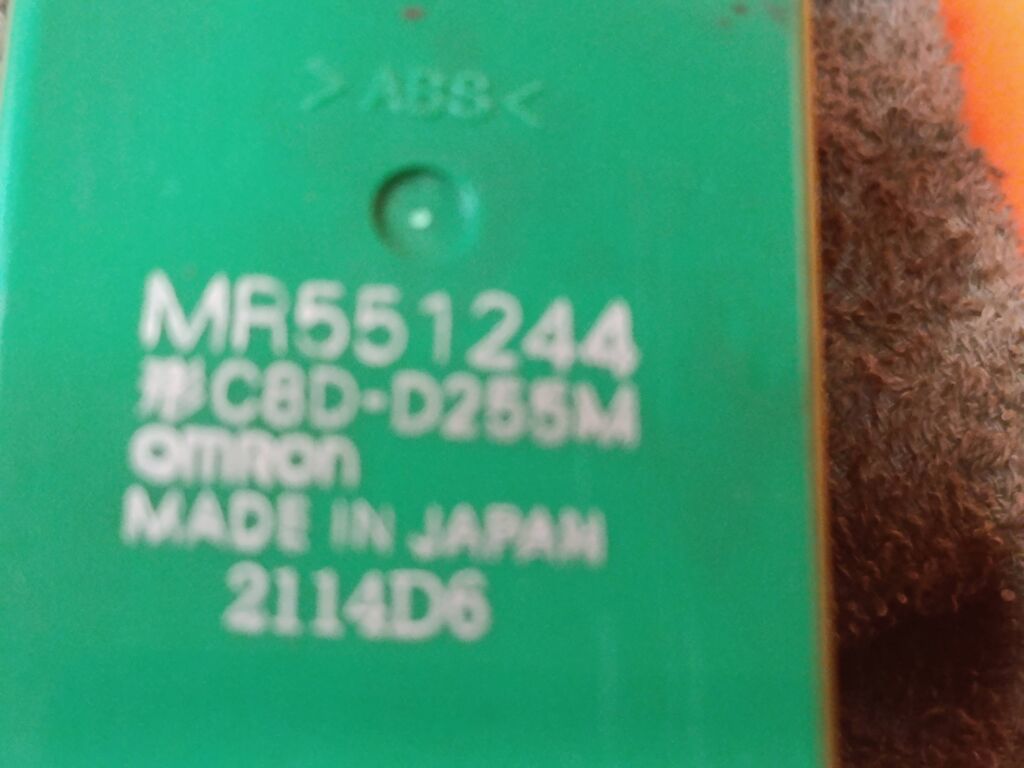 >ABS<
MR551244
形C8D-D255M
omron
MADE IN JAPAN
2114D6